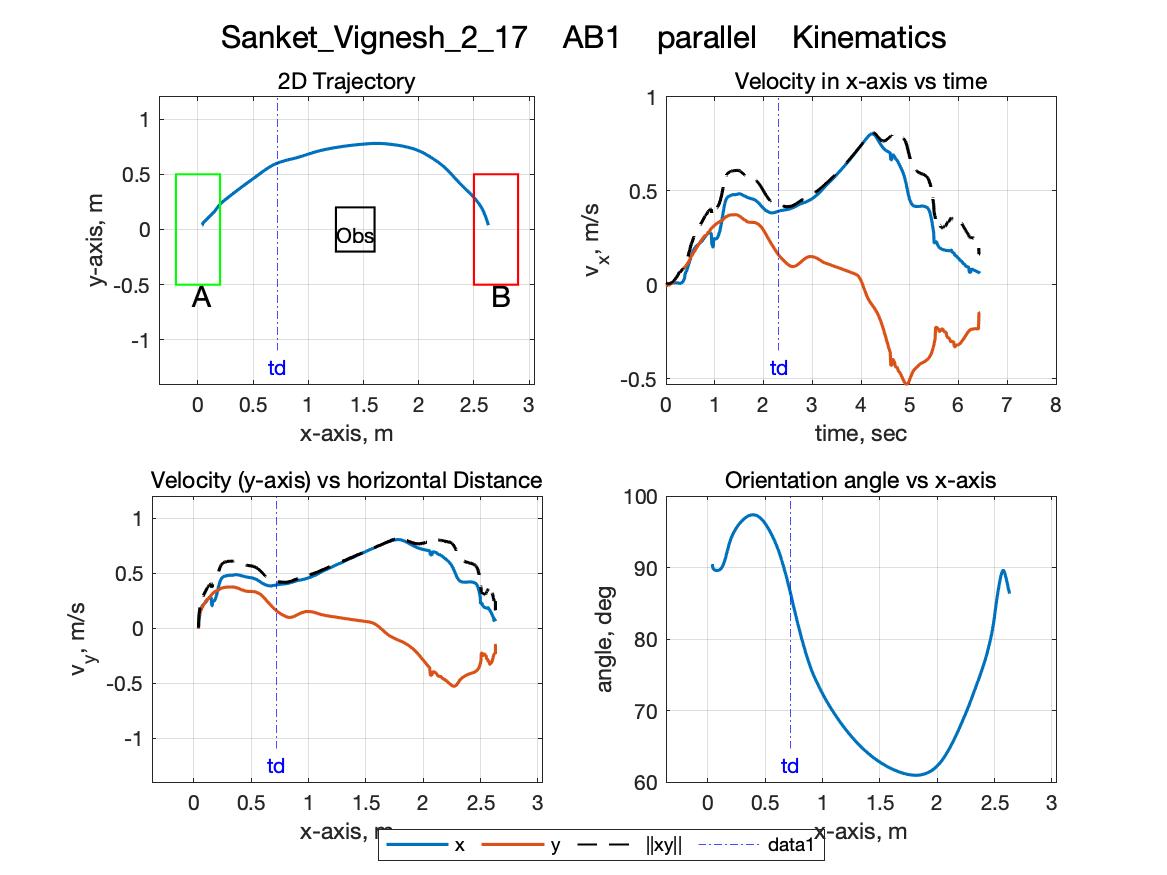 Sanket_Vignesh_2_17 AB1 parallel Kinematics
2D Trajectory
1
0.5
0
-0.5
-1
y-axis, m
A
Obs
B
td
0 0.5 1 1.5 2 2.5 3
x-axis, m
Velocity in x-axis vs time
1
0.5
0
-0.5
v_x, m/s
td
0 1 2 3 4 5 6 7 8
time, sec
Velocity (y-axis) vs horizontal Distance
1
0.5
0
-0.5
-1
v_y, m/s
td
0 0.5 1 1.5 2 2.5 3
x-axis, m
Orientation angle vs x-axis
100
90
80
70
60
angle, deg
td
0 0.5 1 1.5 2 2.5 3
x-axis, m
x y ||xy|| data1